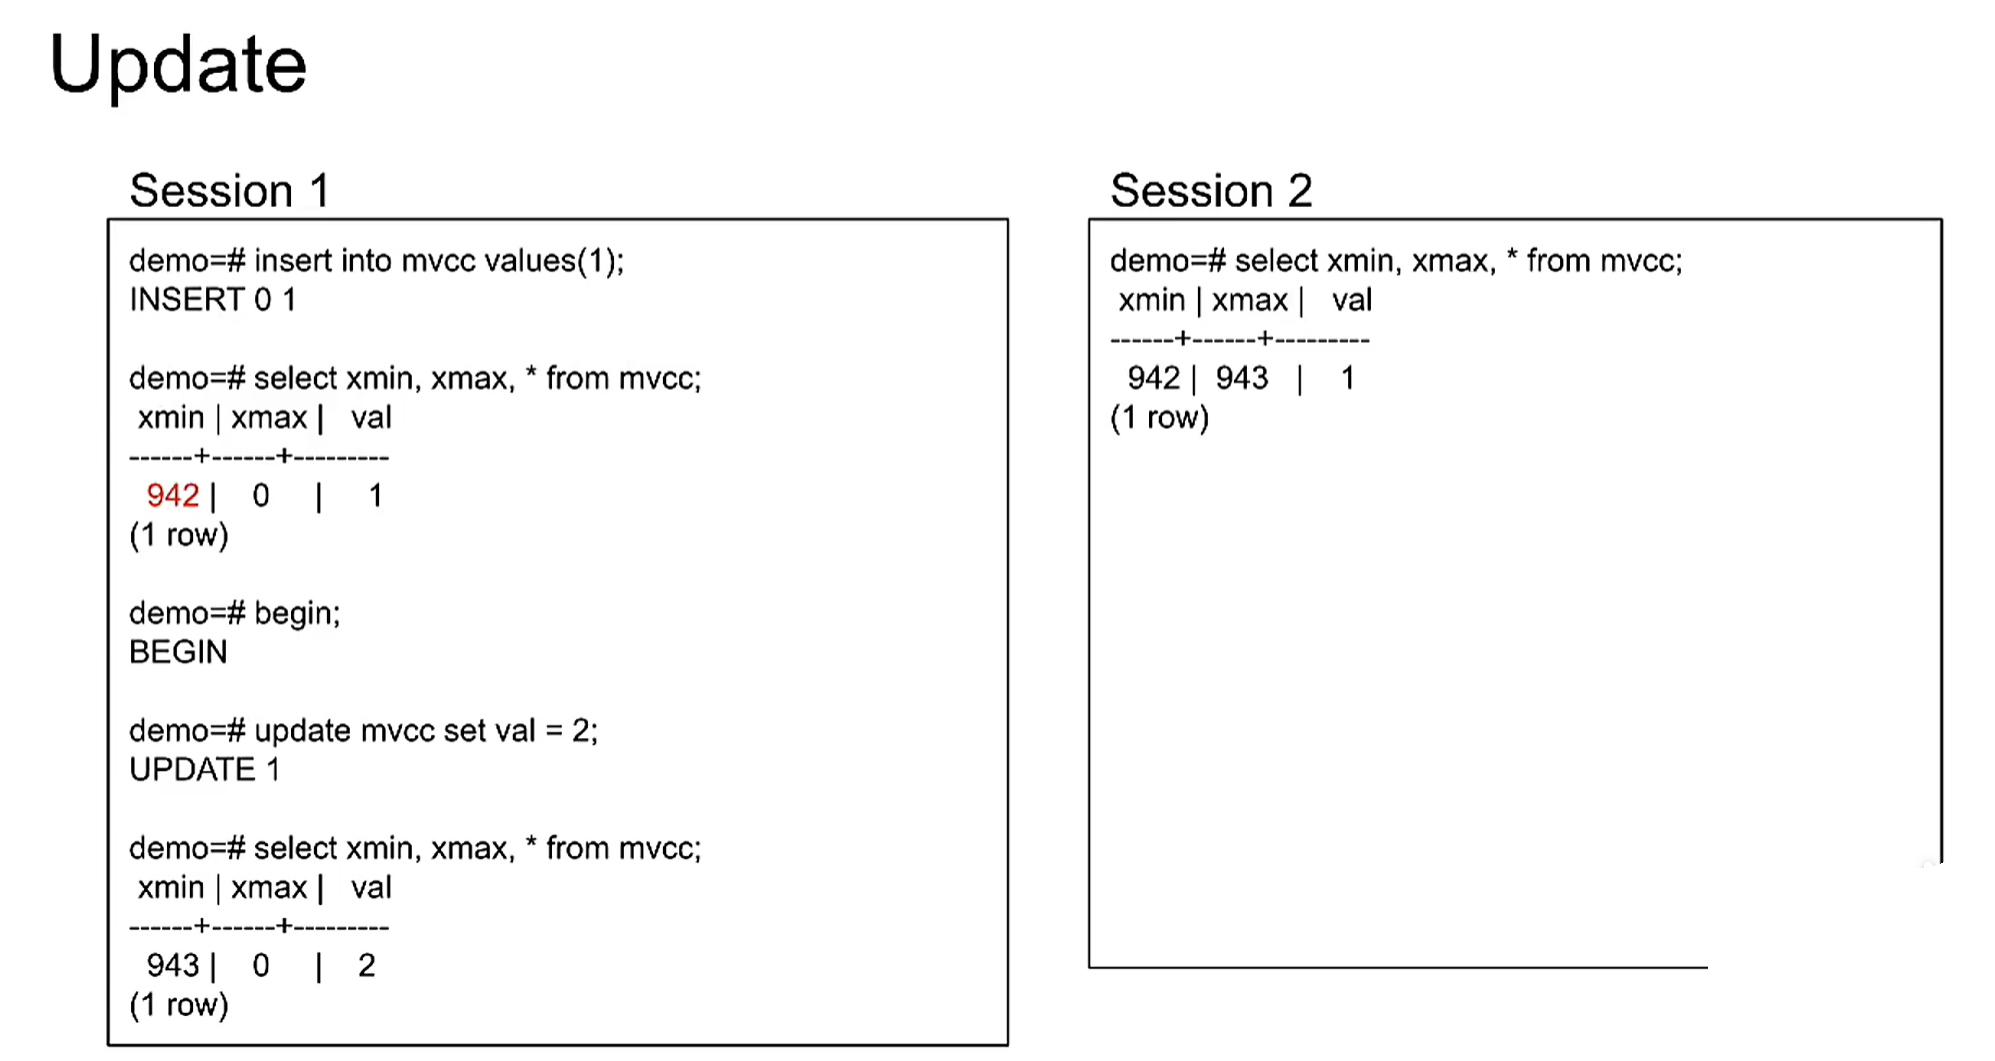 Update
Session 1
demo=# insert into mvcc values(1);
INSERT 0 1
demo=# select xmin, xmax, * from mvcc;
xmin | xmax |   val
------+------+---------
942 |   0   |   1
(1 row)
demo=# begin;
BEGIN
demo=# update mvcc set val = 2;
UPDATE 1
demo=# select xmin, xmax, * from mvcc;
xmin | xmax |   val
------+------+---------
943 |   0   |   2
(1 row)
Session 2
demo=# select xmin, xmax, * from mvcc;
xmin | xmax |   val
------+------+---------
942 |  943  |   1
(1 row)